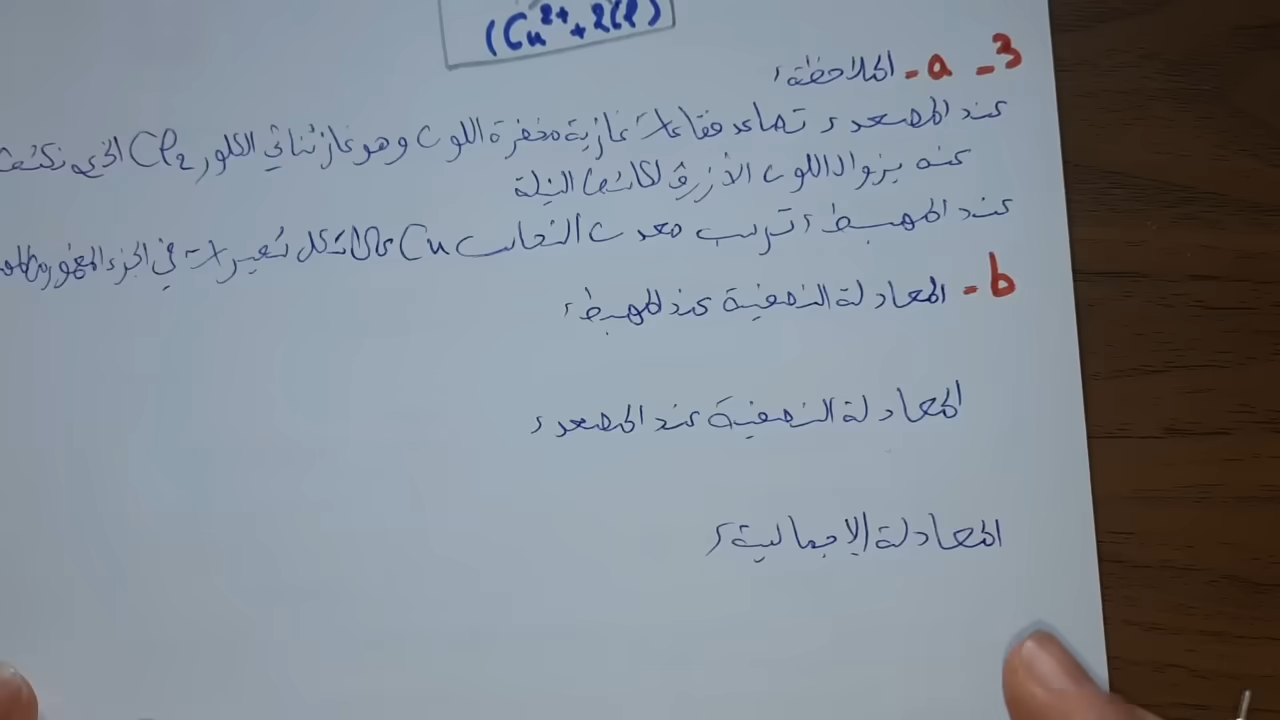 (Cu²⁺ + 2Cl⁻)
3 - a - الملاحظة:
عند المصعد: تصاعد فقاعات غازية مخضرة اللون وهو غاز ثنائي الكلور Cl₂ الذي نكشف
عنه بزوال اللون الأزرق لكاشف النيلة
عند المهبط: ترسب معدن النحاس Cu على شكل شعيرات في الجزء المغمور
b - المعادلة النصفية عند المهبط:
المعادلة النصفية عند المصعد:
المعادلة الإجمالية: